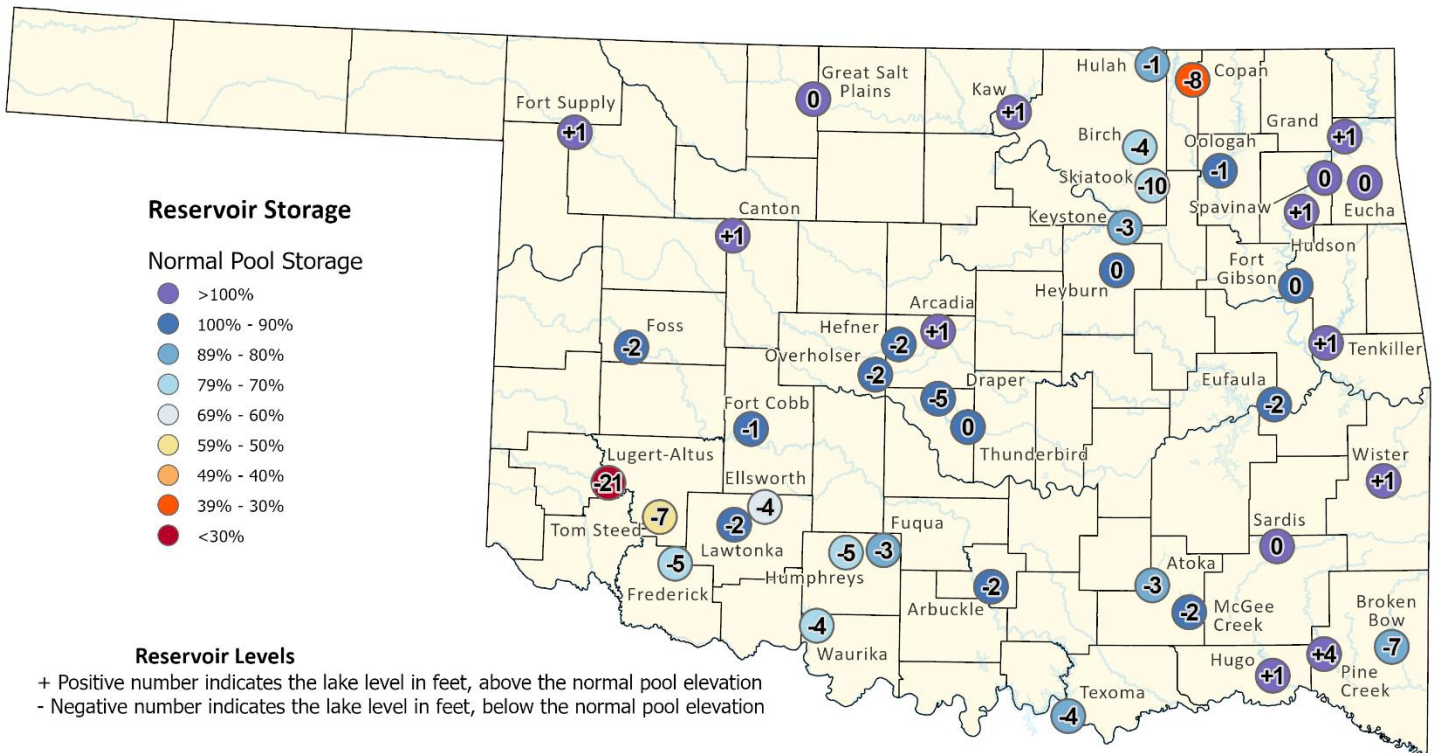 Hulah
-1
Copan
-8
Great Salt
Plains
0
Kaw
+1
Fort Supply
+1
Grand
+1
Birch
-4
Oologah
-1
Skiatook
-10
Spavinaw
0
0
Eucha
+1
Hudson
Reservoir Storage
Canton
+1
Keystone
-3
Normal Pool Storage
Fort
Gibson
0
Heyburn
0
>100%
100% - 90%
89% - 80%
79% - 70%
69% - 60%
59% - 50%
49% - 40%
39% - 30%
<30%
Arcadia
+1
Foss
-2
Hefner
-2
Overholser
-2
+1
Tenkiller
Draper
-5
Eufaula
-2
Fort Cobb
-1
0
Thunderbird
Lugert-Altus
-21
Wister
+1
Ellsworth
-4
Tom Steed
-7
-2
Lawtonka
Fuqua
-3
Sardis
0
Humphreys
-5
Frederick
-5
Atoka
-3
Arbuckle
-2
-2
McGee
Creek
Broken
Bow
-7
-4
Waurika
Hugo
+1
+4
Pine
Creek
Texoma
-4
Reservoir Levels
+ Positive number indicates the lake level in feet, above the normal pool elevation
- Negative number indicates the lake level in feet, below the normal pool elevation